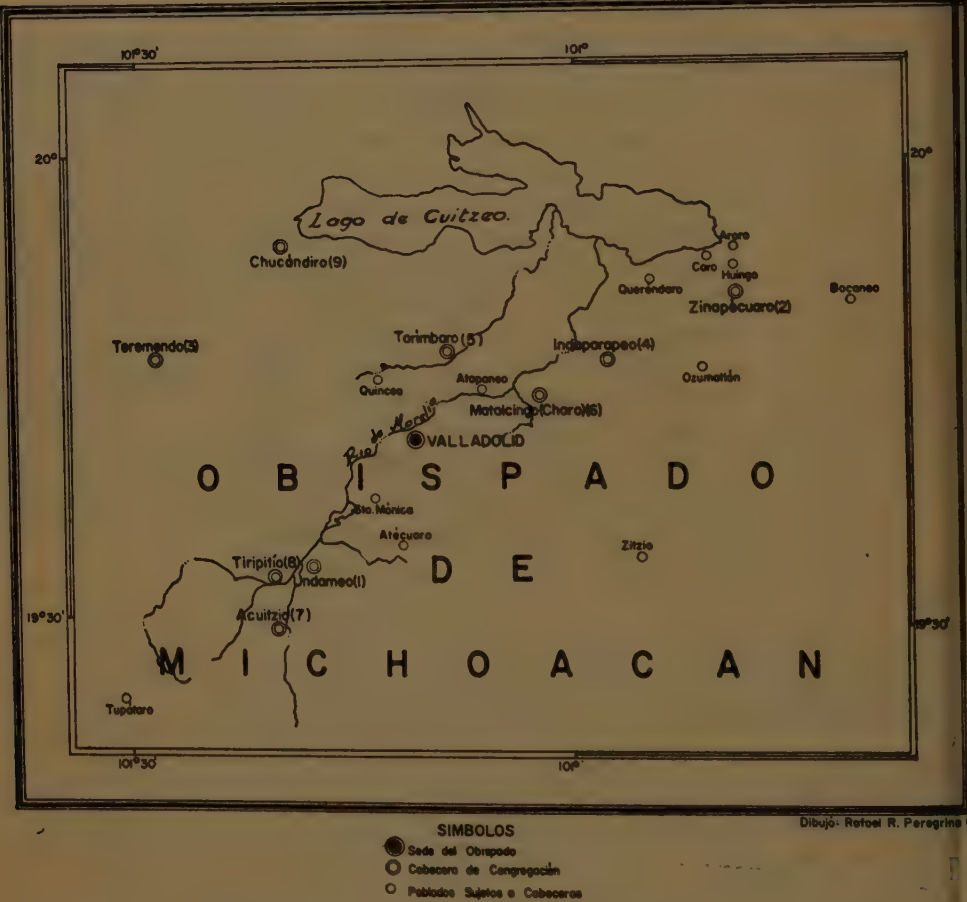 101°30' 101°
20° 20°
Lago de Cuitzeo.
Araro
Chucándiro(9) Caro Huingo
Queréndaro Bocaneo
Zinapécuaro(2)
Tarimbaro(5)
Teremendo(3) Indaparapeo(4)
Quinceo Atapaneo Ozumatlán
Matalcingo(Charo)(6)
Rio de Morelia
VALLADOLID
OBISPADO
Sta. Mónica
Atécuaro Zitzio
Tiripitío(8) DE
Undameo(1)
Acuitzio(7)
19°30' 19°30'
MICHOACAN
Tupátaro
101°30' 101°
Dibujó: Rafael R. Peregrina
SIMBOLOS
Sede del Obispado
Cabecera de Congregación
Poblados Sujetos a Cabeceras